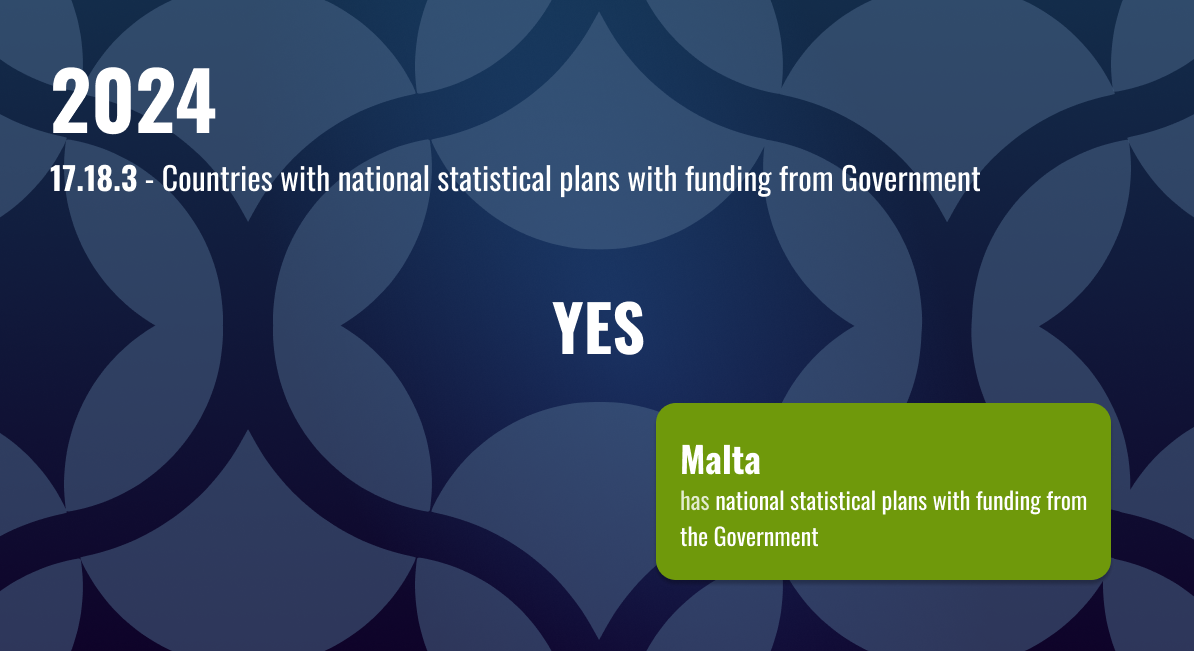 2024
17.18.3 - Countries with national statistical plans with funding from Government
YES
Malta
has national statistical plans with funding from
the Government